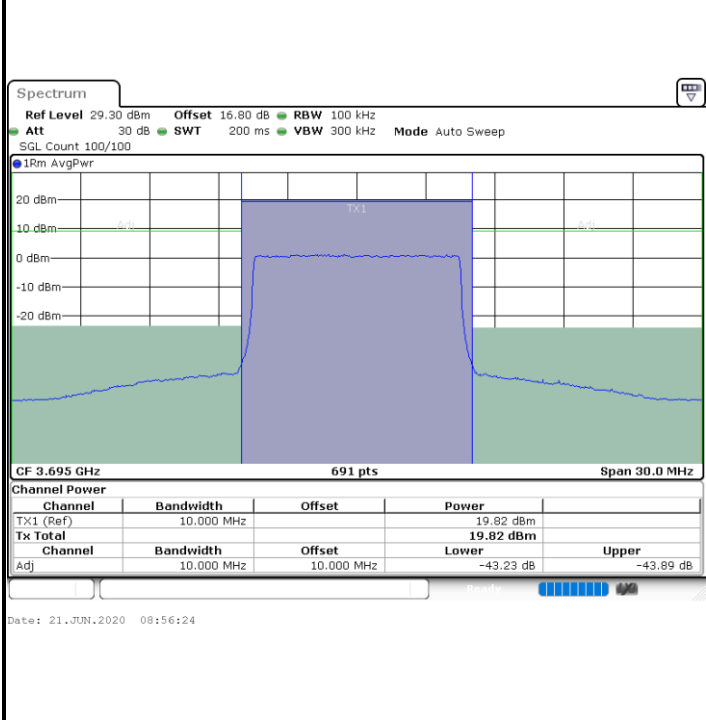 Spectrum
Ref Level 29.30 dBm Offset 16.80 dB RBW 100 kHz
Att 30 dB SWT 200 ms VBW 300 kHz Mode Auto Sweep
SGL Count 100/100
1Rm AvgPwr
20 dBm
TX1
10 dBm Adj Adj
0 dBm
-10 dBm
-20 dBm
CF 3.695 GHz 691 pts Span 30.0 MHz
Channel Power
Channel Bandwidth Offset Power
TX1 (Ref) 10.000 MHz 19.82 dBm
Tx Total 19.82 dBm
Channel Bandwidth Offset Lower Upper
Adj 10.000 MHz 10.000 MHz -43.23 dB -43.89 dB
Ready
Date: 21.JUN.2020 08:56:24